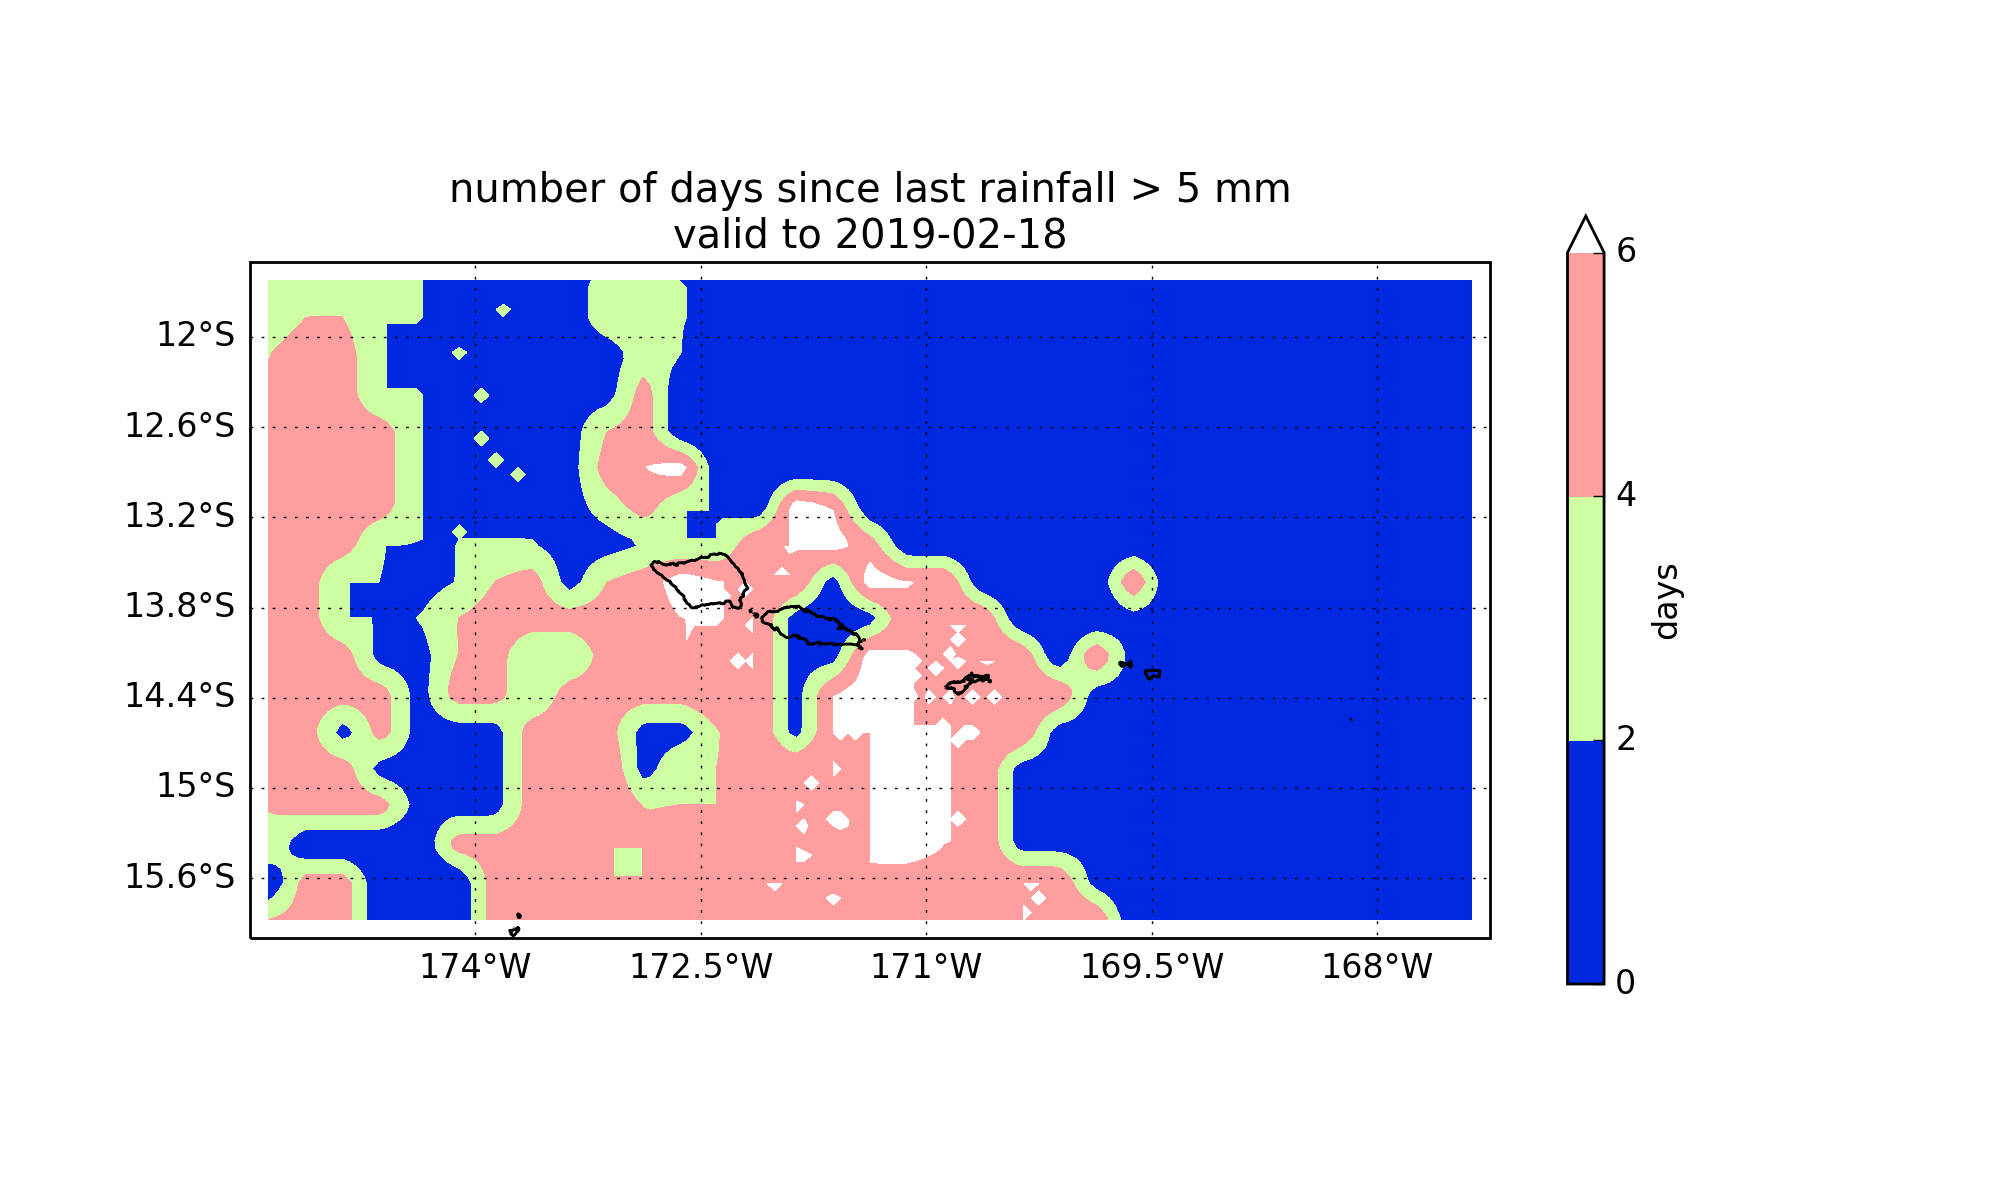 number of days since last rainfall > 5 mm
valid to 2019-02-18
12°S
12.6°S
13.2°S
13.8°S
14.4°S
15°S
15.6°S
174°W
172.5°W
171°W
169.5°W
168°W
6
4
2
0
days